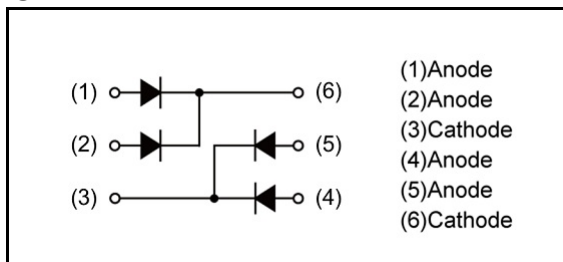 (1)
(6)
(2)
(5)
(3)
(4)
(1)Anode
(2)Anode
(3)Cathode
(4)Anode
(5)Anode
(6)Cathode